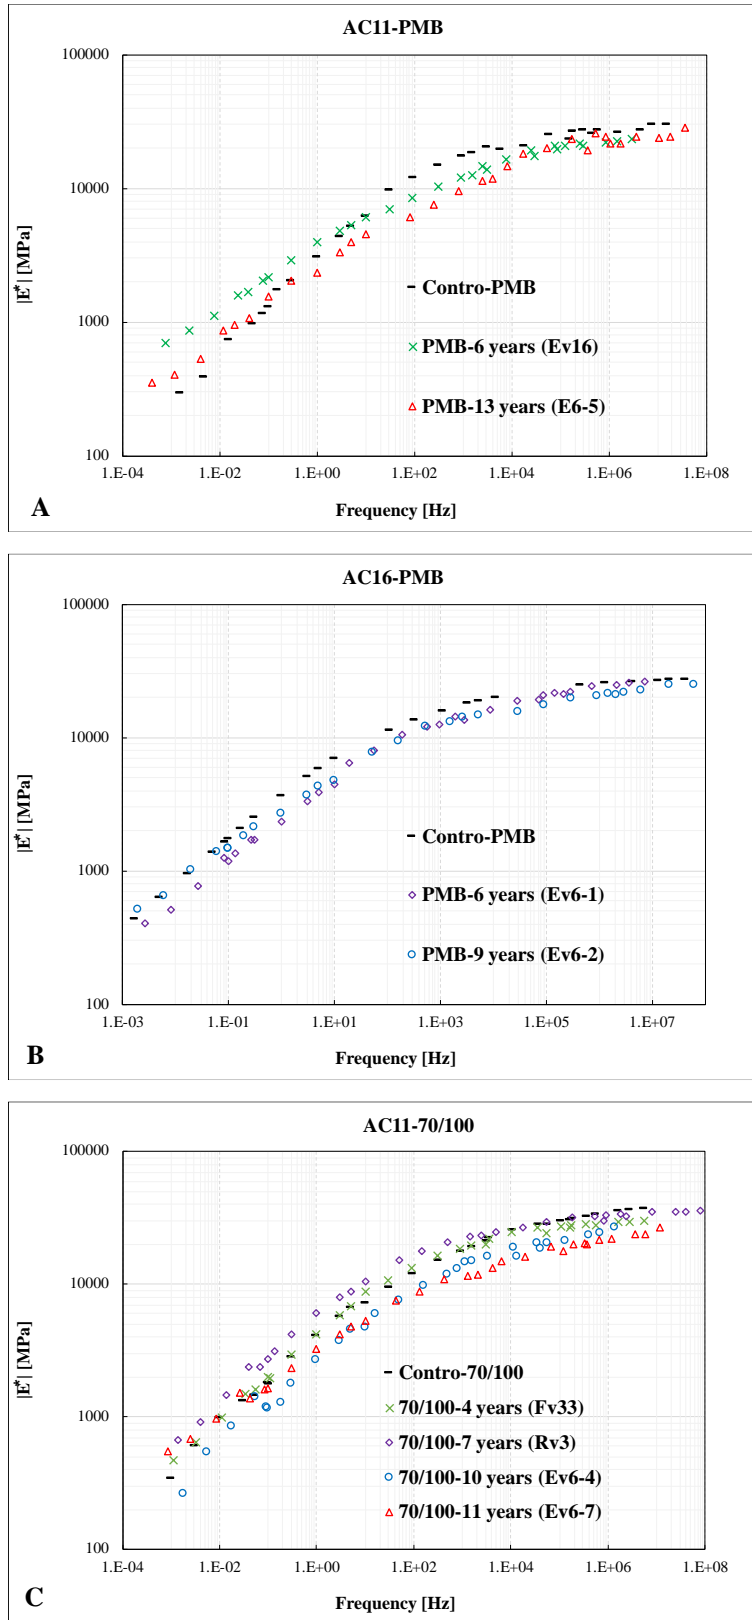 AC11-PMB
100000
10000
1000
100
|E*| [MPa]
Contro-PMB
PMB-6 years (Ev16)
PMB-13 years (E6-5)
1.E-04 1.E-02 1.E+00 1.E+02 1.E+04 1.E+06 1.E+08
Frequency [Hz]
A
AC16-PMB
100000
10000
1000
100
|E*| [MPa]
Contro-PMB
PMB-6 years (Ev6-1)
PMB-9 years (Ev6-2)
1.E-03 1.E-01 1.E+01 1.E+03 1.E+05 1.E+07
Frequency [Hz]
B
AC11-70/100
100000
10000
1000
100
|E*| [MPa]
Contro-70/100
70/100-4 years (Fv33)
70/100-7 years (Rv3)
70/100-10 years (Ev6-4)
70/100-11 years (Ev6-7)
1.E-04 1.E-02 1.E+00 1.E+02 1.E+04 1.E+06 1.E+08
Frequency [Hz]
C